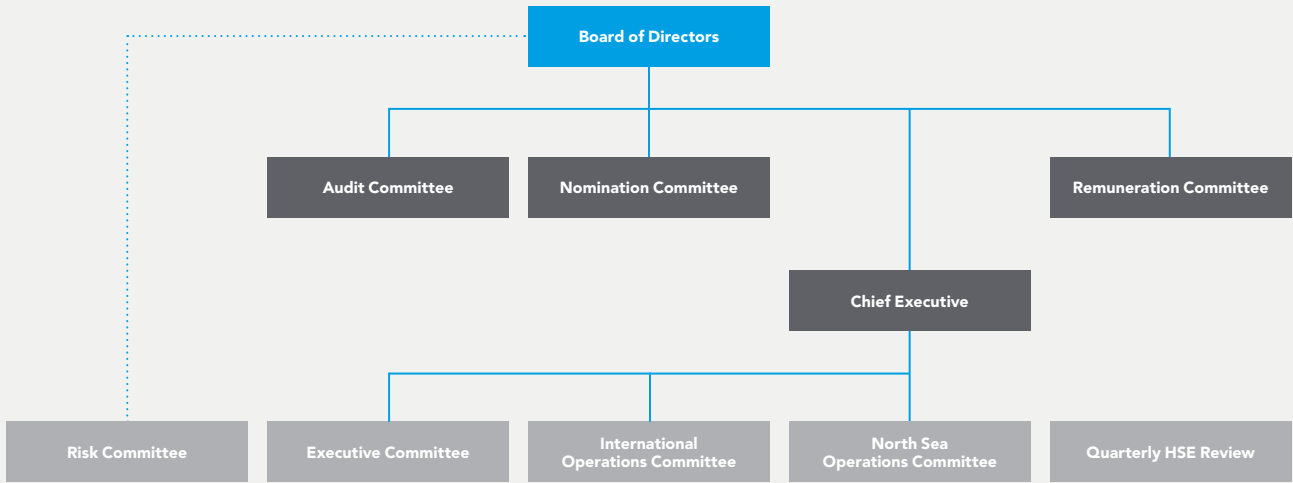 Board of Directors
Audit Committee
Nomination Committee
Remuneration Committee
Chief Executive
Risk Committee
Executive Committee
International
Operations Committee
North Sea
Operations Committee
Quarterly HSE Review